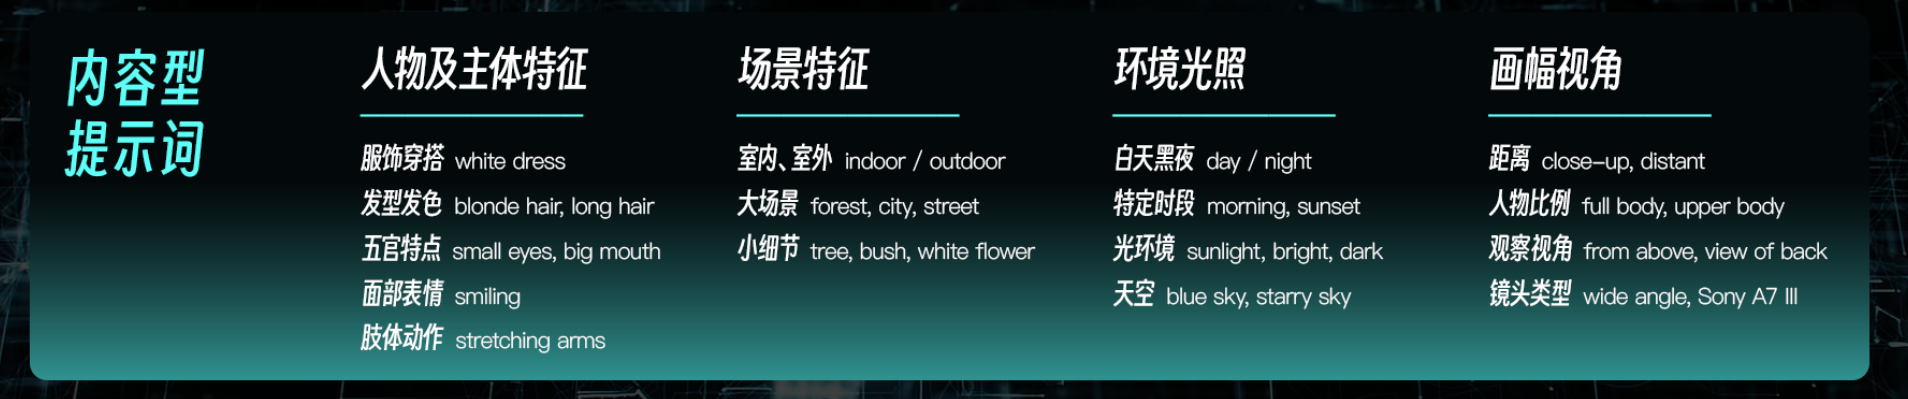 内容型
提示词
人物及主体特征
服饰穿搭 white dress
发型发色 blonde hair, long hair
五官特点 small eyes, big mouth
面部表情 smiling
肢体动作 stretching arms
场景特征
室内、室外 indoor / outdoor
大场景 forest, city, street
小细节 tree, bush, white flower
环境光照
白天黑夜 day / night
特定时段 morning, sunset
光环境 sunlight, bright, dark
天空 blue sky, starry sky
画幅视角
距离 close-up, distant
人物比例 full body, upper body
观察视角 from above, view of back
镜头类型 wide angle, Sony A7 III